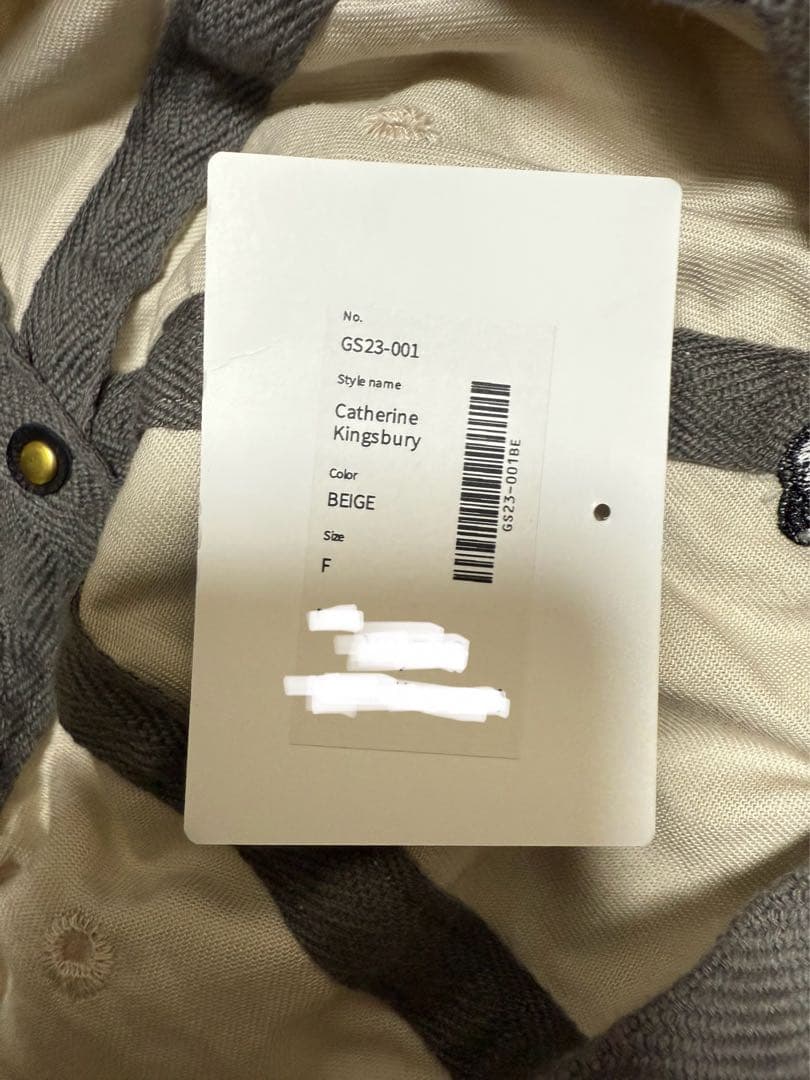 No.
GS23-001
Style name
Catherine
Kingsbury
Color
BEIGE
Size
F
GS23-001BE